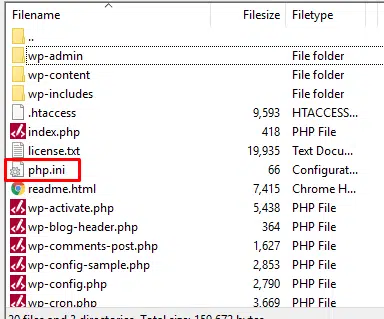 Filename Filesize Filetype
..
wp-admin File folder
wp-content File folder
wp-includes File folder
.htaccess 9,593 HTACCESS...
index.php 418 PHP File
license.txt 19,935 Text Docu...
php.ini 66 Configurat...
readme.html 7,415 Chrome H...
wp-activate.php 5,438 PHP File
wp-blog-header.php 364 PHP File
wp-comments-post.php 1,627 PHP File
wp-config-sample.php 2,853 PHP File
wp-config.php 2,790 PHP File
wp-cron.php 3,669 PHP File
files and 3 directories. Total size: 159,673 bytes